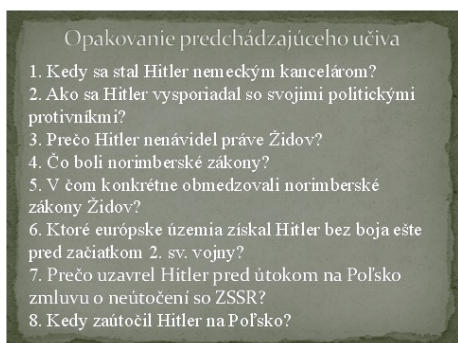 Opakovanie predchádzajúceho učiva
1. Kedy sa stal Hitler nemeckým kancelárom?
2. Ako sa Hitler vysporiadal so svojimi politickými
protivníkmi?
3. Prečo Hitler nenávidel práve Židov?
4. Čo boli norimberské zákony?
5. V čom konkrétne obmedzovali norimberské
zákony Židov?
6. Ktoré európske územia získal Hitler bez boja ešte
pred začiatkom 2. sv. vojny?
7. Prečo uzavrel Hitler pred útokom na Poľsko
zmluvu o neútočení so ZSSR?
8. Kedy zaútočil Hitler na Poľsko?